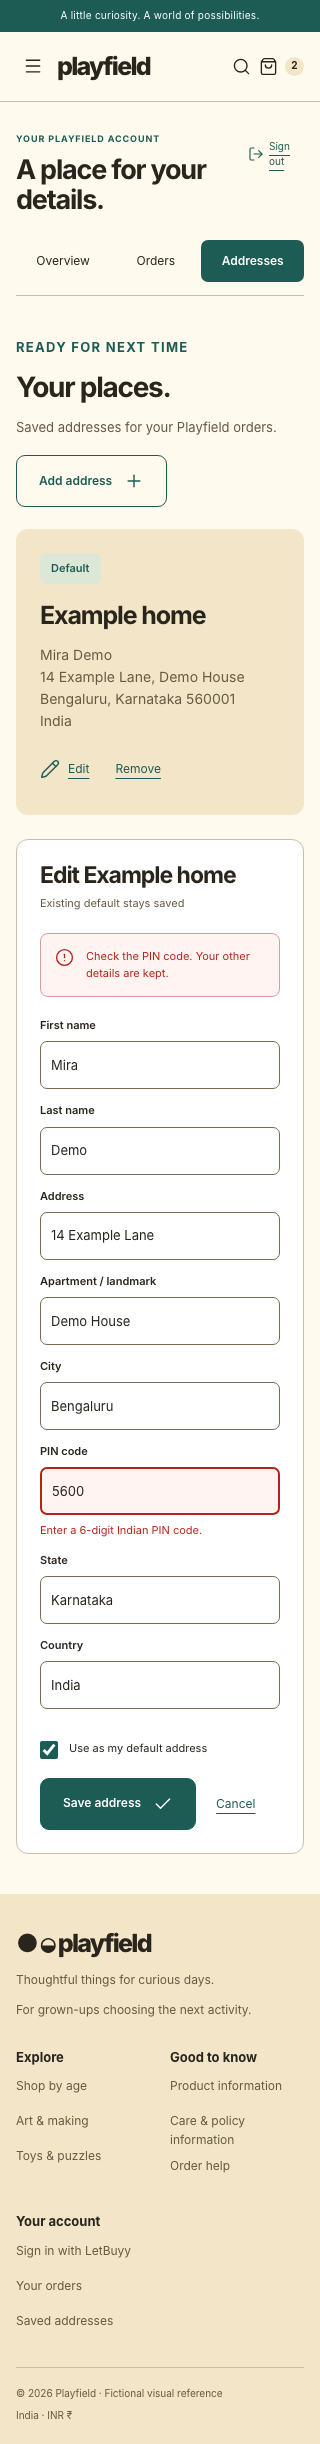 A little curiosity. A world of possibilities.
playfield
2
YOUR PLAYFIELD ACCOUNT
A place for your
details.
Sign
out
Overview
Orders
Addresses
READY FOR NEXT TIME
Your places.
Saved addresses for your Playfield orders.
Add address
Default
Example home
Mira Demo
14 Example Lane, Demo House
Bengaluru, Karnataka 560001
India
Edit
Remove
Edit Example home
Existing default stays saved
Check the PIN code. Your other
details are kept.
First name
Mira
Last name
Demo
Address
14 Example Lane
Apartment / landmark
Demo House
City
Bengaluru
PIN code
5600
Enter a 6-digit Indian PIN code.
State
Karnataka
Country
India
Use as my default address
Save address
Cancel
playfield
Thoughtful things for curious days.
For grown-ups choosing the next activity.
Explore
Shop by age
Art & making
Toys & puzzles
Good to know
Product information
Care & policy
information
Order help
Your account
Sign in with LetBuyy
Your orders
Saved addresses
© 2026 Playfield · Fictional visual reference
India · INR ₹